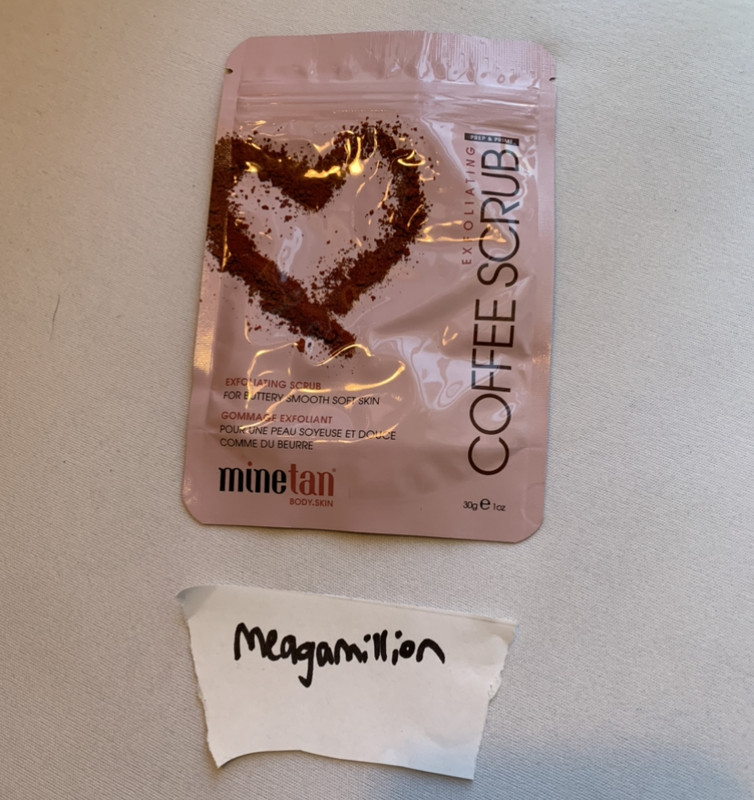 PREP & PRIME
EXFOLIATING
COFFEE SCRUB
EXFOLIATING SCRUB
FOR BUTTERY SMOOTH SOFT SKIN
GOMMAGE EXFOLIANT
POUR UNE PEAU SOYEUSE ET DOUCE
COMME DU BEURRE
minetan®
BODY.SKIN
30g e 1oz
meagamillion